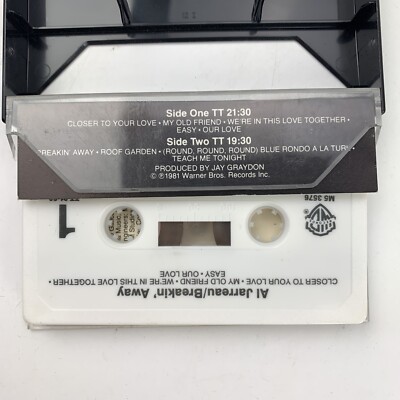 Side One TT 21:30
CLOSER TO YOUR LOVE • MY OLD FRIEND • WE'RE IN THIS LOVE TOGETHER •
EASY • OUR LOVE
Side Two TT 19:30
BREAKIN' AWAY • ROOF GARDEN • (ROUND, ROUND, ROUND) BLUE RONDO A LA TURK •
TEACH ME TONIGHT
PRODUCED BY JAY GRAYDON
© ℗ 1981 Warner Bros. Records Inc.
M5 3576
1
Al Jarreau/Breakin' Away
CLOSER TO YOUR LOVE • MY OLD FRIEND • WE'RE IN THIS LOVE TOGETHER •
EASY • OUR LOVE